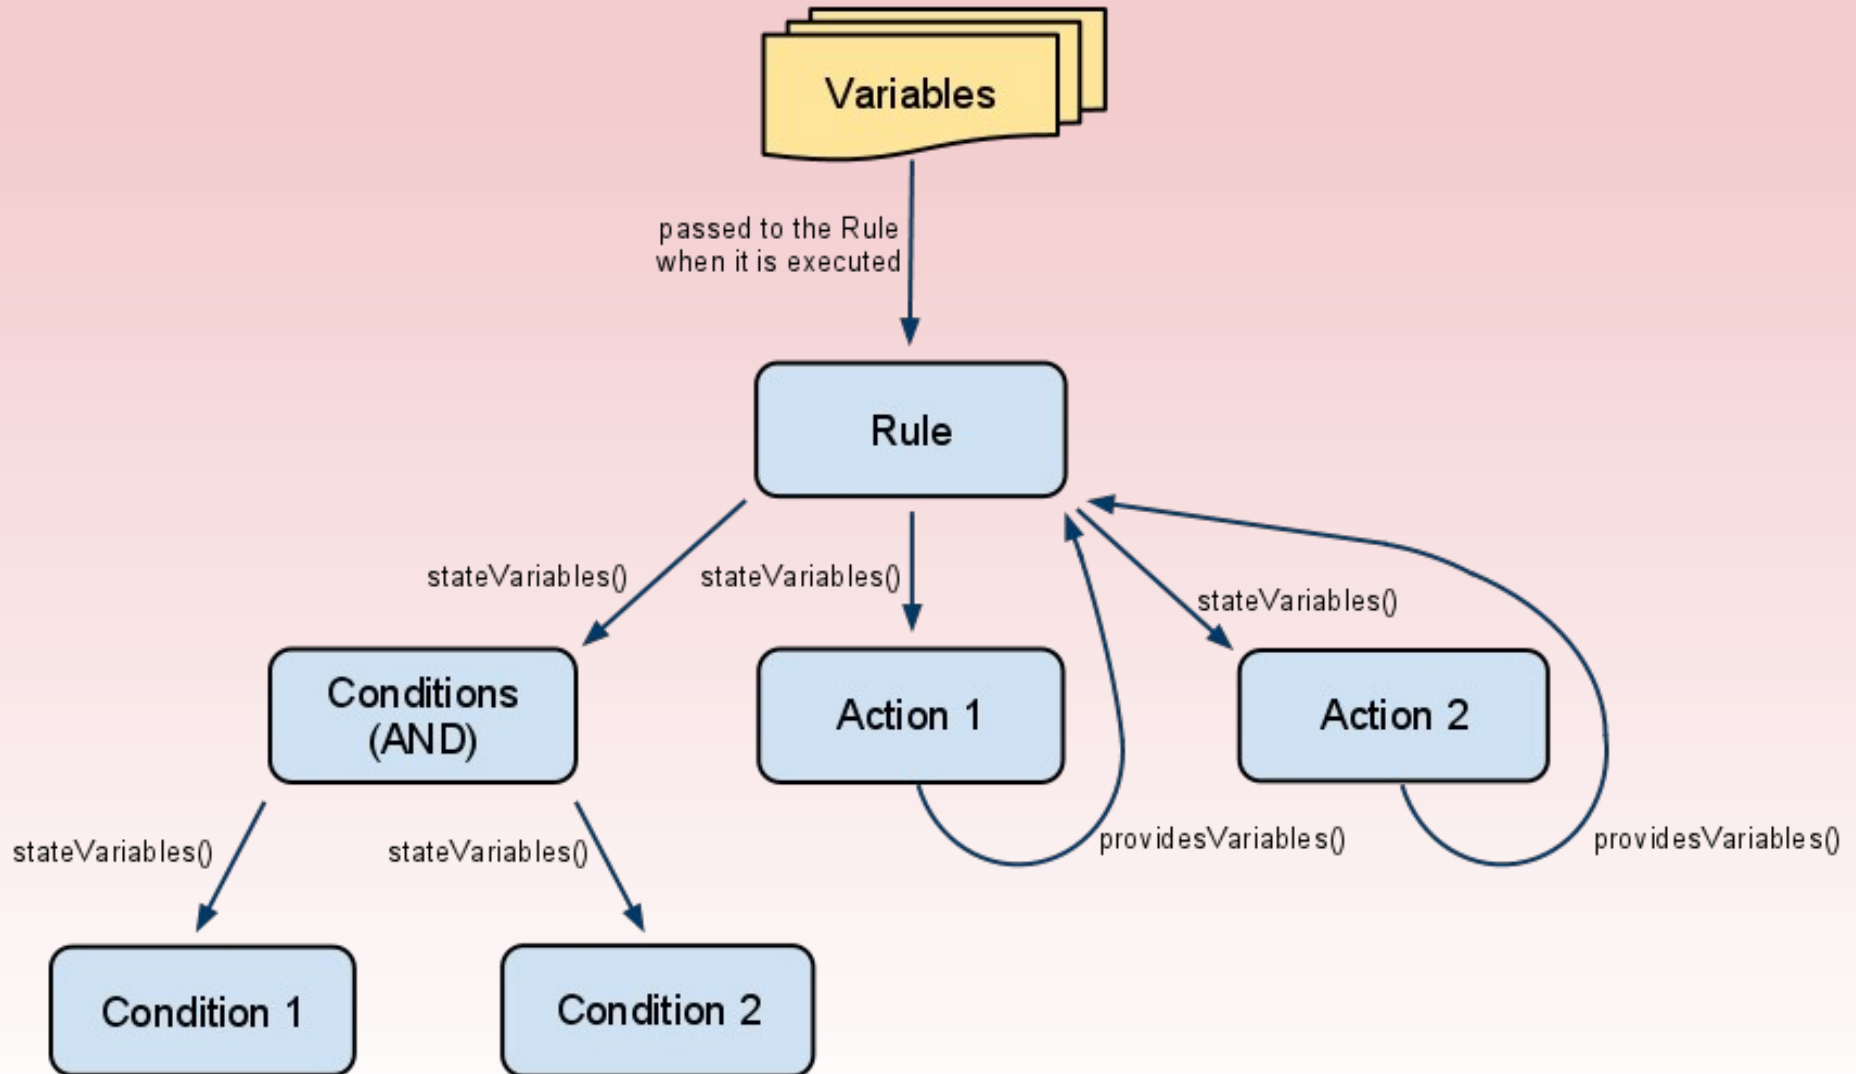 Variables
passed to the Rule
when it is executed
Rule
stateVariables()
stateVariables()
stateVariables()
Conditions
(AND)
Action 1
Action 2
stateVariables()
stateVariables()
providesVariables()
providesVariables()
Condition 1
Condition 2